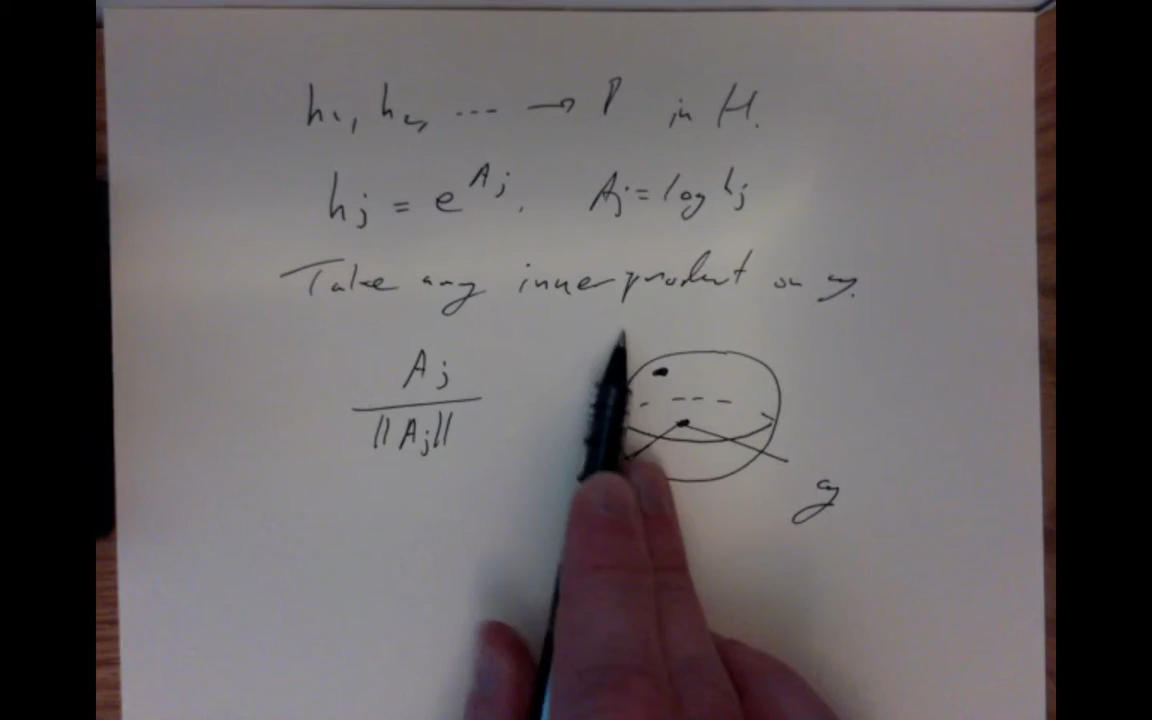 h₁, h₂, ... → 1 in H.
hj = e^Aj. Aj = log hj
Take any inner product on g.
Aj
‖Aj‖
g